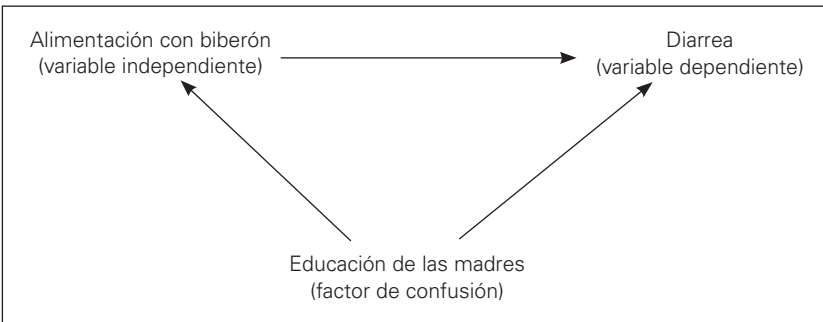 Alimentación con biberón
(variable independiente)
Diarrea
(variable dependiente)
Educación de las madres
(factor de confusión)